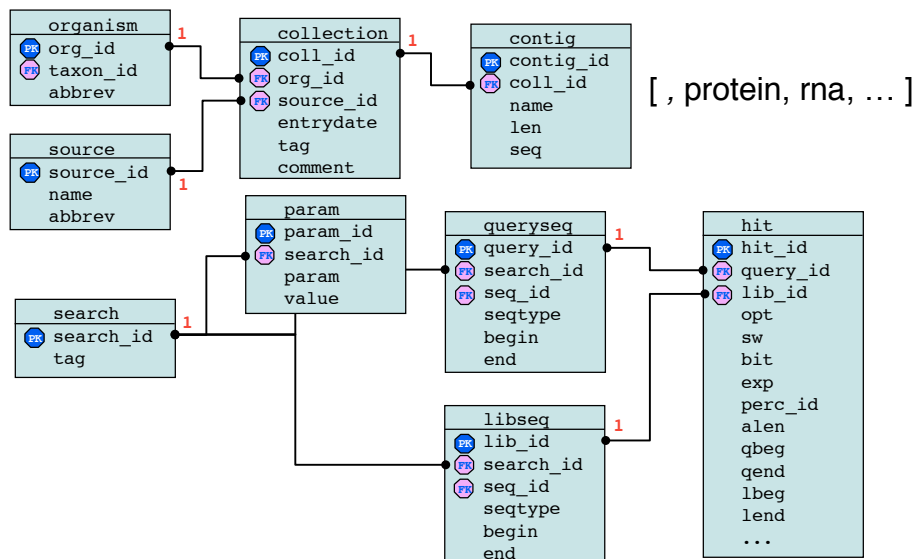 organism
PK org_id
FK taxon_id
abbrev
1
collection
PK coll_id
FK org_id
FK source_id
entrydate
tag
comment
1
contig
PK contig_id
FK coll_id
name
len
seq
[ , protein, rna, … ]
source
PK source_id
name
abbrev
1
param
PK param_id
FK search_id
param
value
search
PK search_id
tag
1
queryseq
PK query_id
FK search_id
FK seq_id
seqtype
begin
end
1
libseq
PK lib_id
FK search_id
FK seq_id
seqtype
begin
end
1
hit
PK hit_id
FK query_id
FK lib_id
opt
sw
bit
exp
perc_id
alen
qbeg
qend
lbeg
lend
...